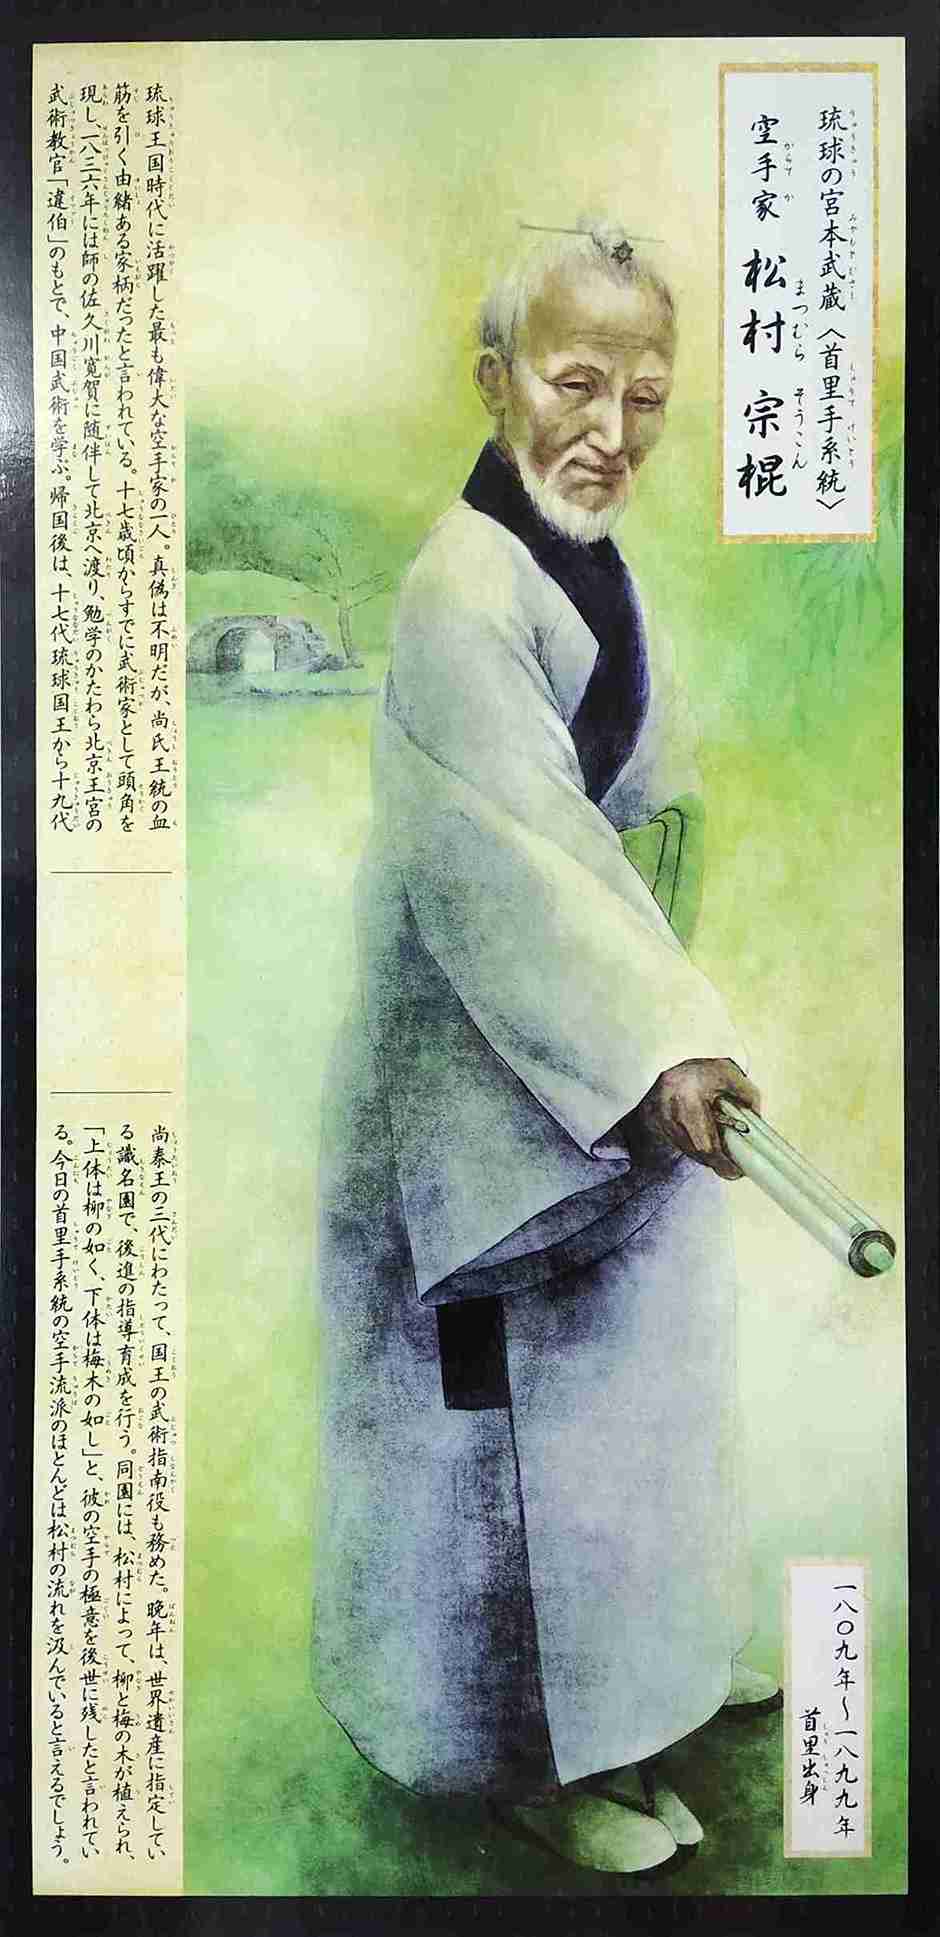 琉球の宮本武蔵〈首里手系統〉
空手家 松村 宗棍
琉球王国時代に活躍した最も偉大な空手家の一人。真偽は不明だが、尚氏王統の血
筋を引く由緒ある家柄だったと言われている。十七歳頃からすでに武術家として頭角を
現し、一八三六年には師の佐久川寛賀に随伴して北京へ渡り、勉学のかたわら北京王宮の
武術教官「違伯」のもとで、中国武術を学ぶ。帰国後は、十七代琉球国王から十九代
尚泰王の三代にわたって、国王の武術指南役も務めた。晩年は、世界遺産に指定してい
る識名園で、後進の指導育成を行う。同園には、松村によって、柳と梅の木が植えられ、
「上体は柳の如く、下体は梅木の如し」と、彼の空手の極意を後世に残したと言われてい
る。今日の首里手系統の空手流派のほとんどは松村の流れを汲んでいると言えるでしょう。
一八〇九年～一八九九年
首里出身